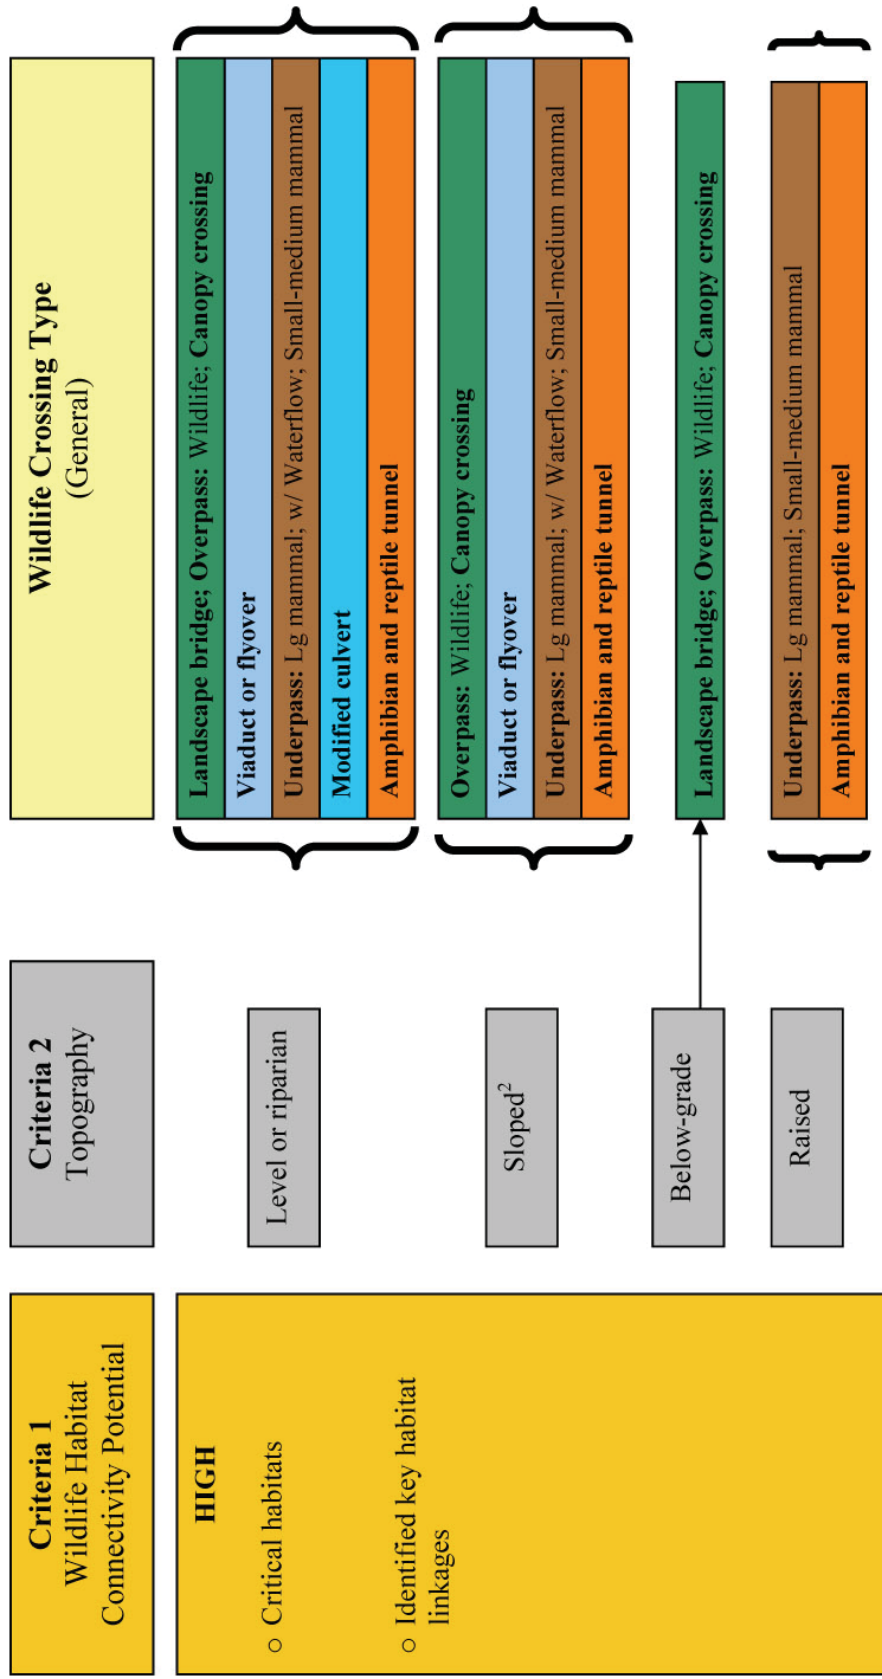 Criteria 1
Wildlife Habitat
Connectivity Potential
Criteria 2
Topography
Wildlife Crossing Type
(General)
HIGH
○ Critical habitats
○ Identified key habitat
linkages
Level or riparian
Landscape bridge; Overpass: Wildlife; Canopy crossing
Viaduct or flyover
Underpass: Lg mammal; w/ Waterflow; Small-medium mammal
Modified culvert
Amphibian and reptile tunnel
Sloped²
Overpass: Wildlife; Canopy crossing
Viaduct or flyover
Underpass: Lg mammal; w/ Waterflow; Small-medium mammal
Amphibian and reptile tunnel
Below-grade
Landscape bridge; Overpass: Wildlife; Canopy crossing
Raised
Underpass: Lg mammal; Small-medium mammal
Amphibian and reptile tunnel